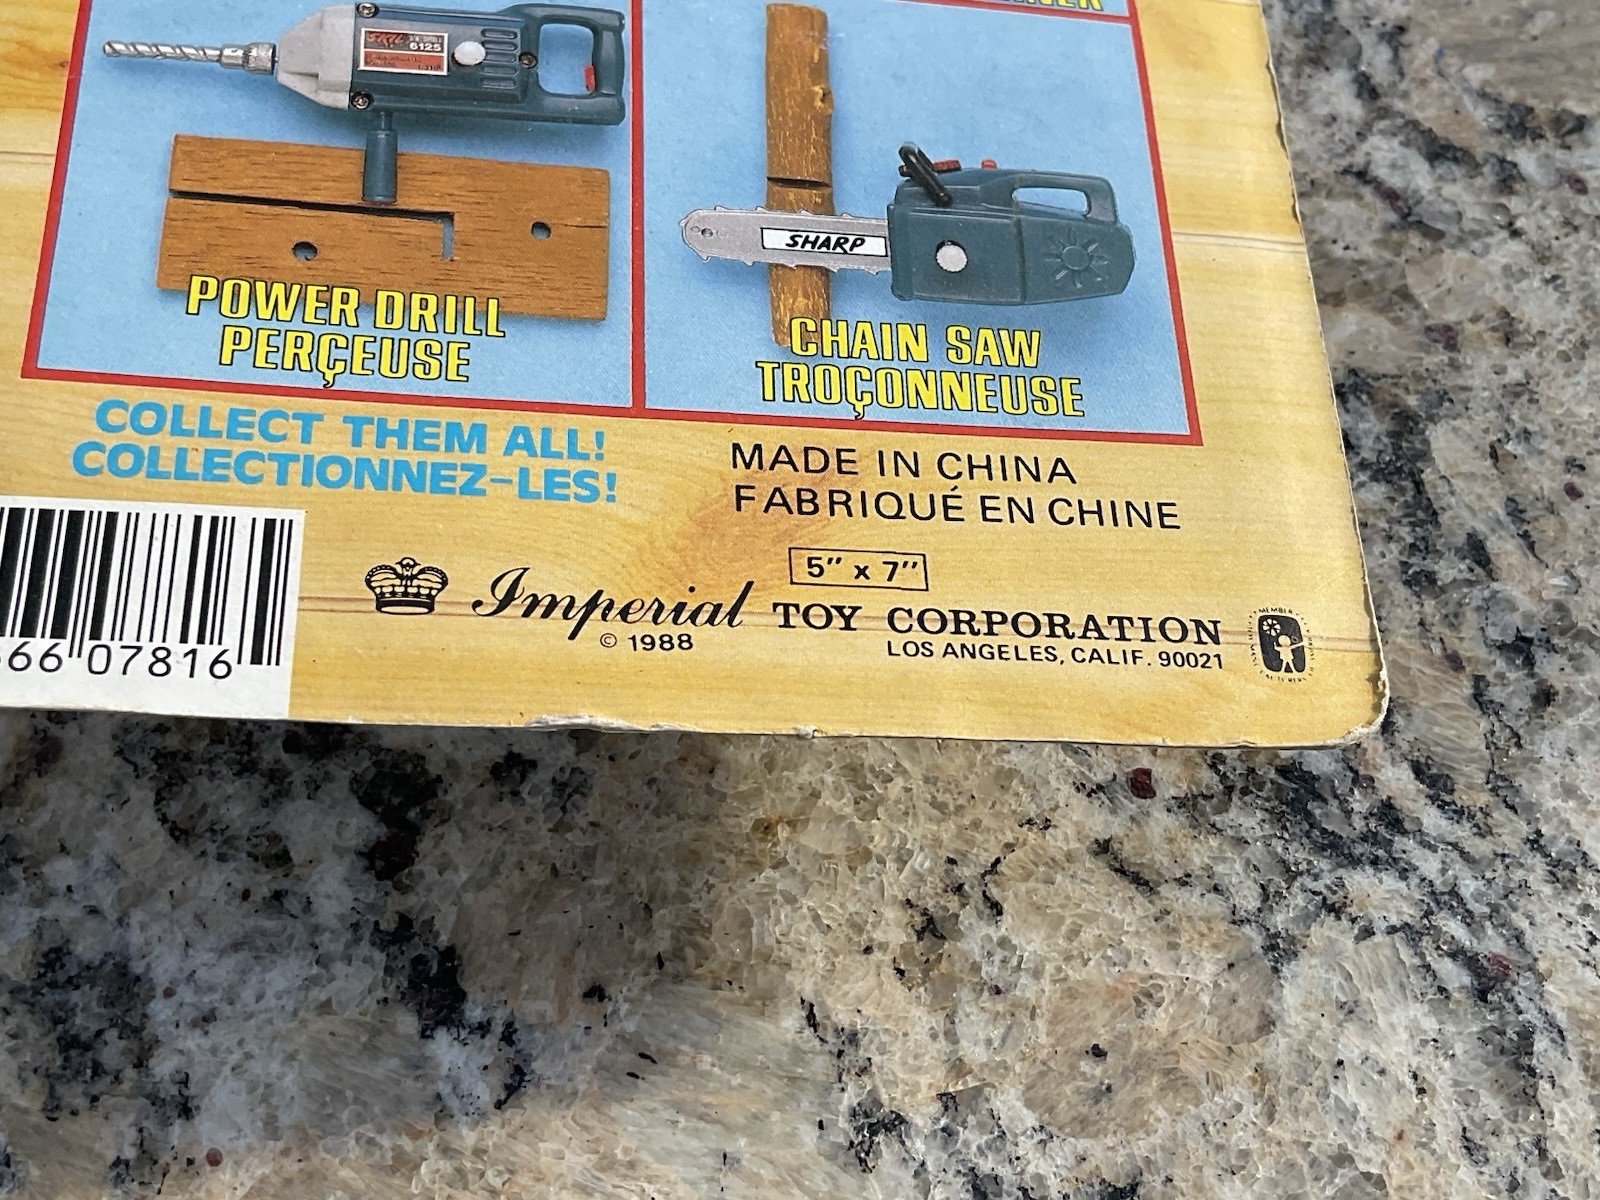 6125
SHARP
POWER DRILL
PERÇEUSE
CHAIN SAW
TROÇONNEUSE
COLLECT THEM ALL!
COLLECTIONNEZ-LES!
MADE IN CHINA
FABRIQUÉ EN CHINE
5" x 7"
66 07816
Imperial TOY CORPORATION
© 1988
LOS ANGELES, CALIF. 90021
MEMBER